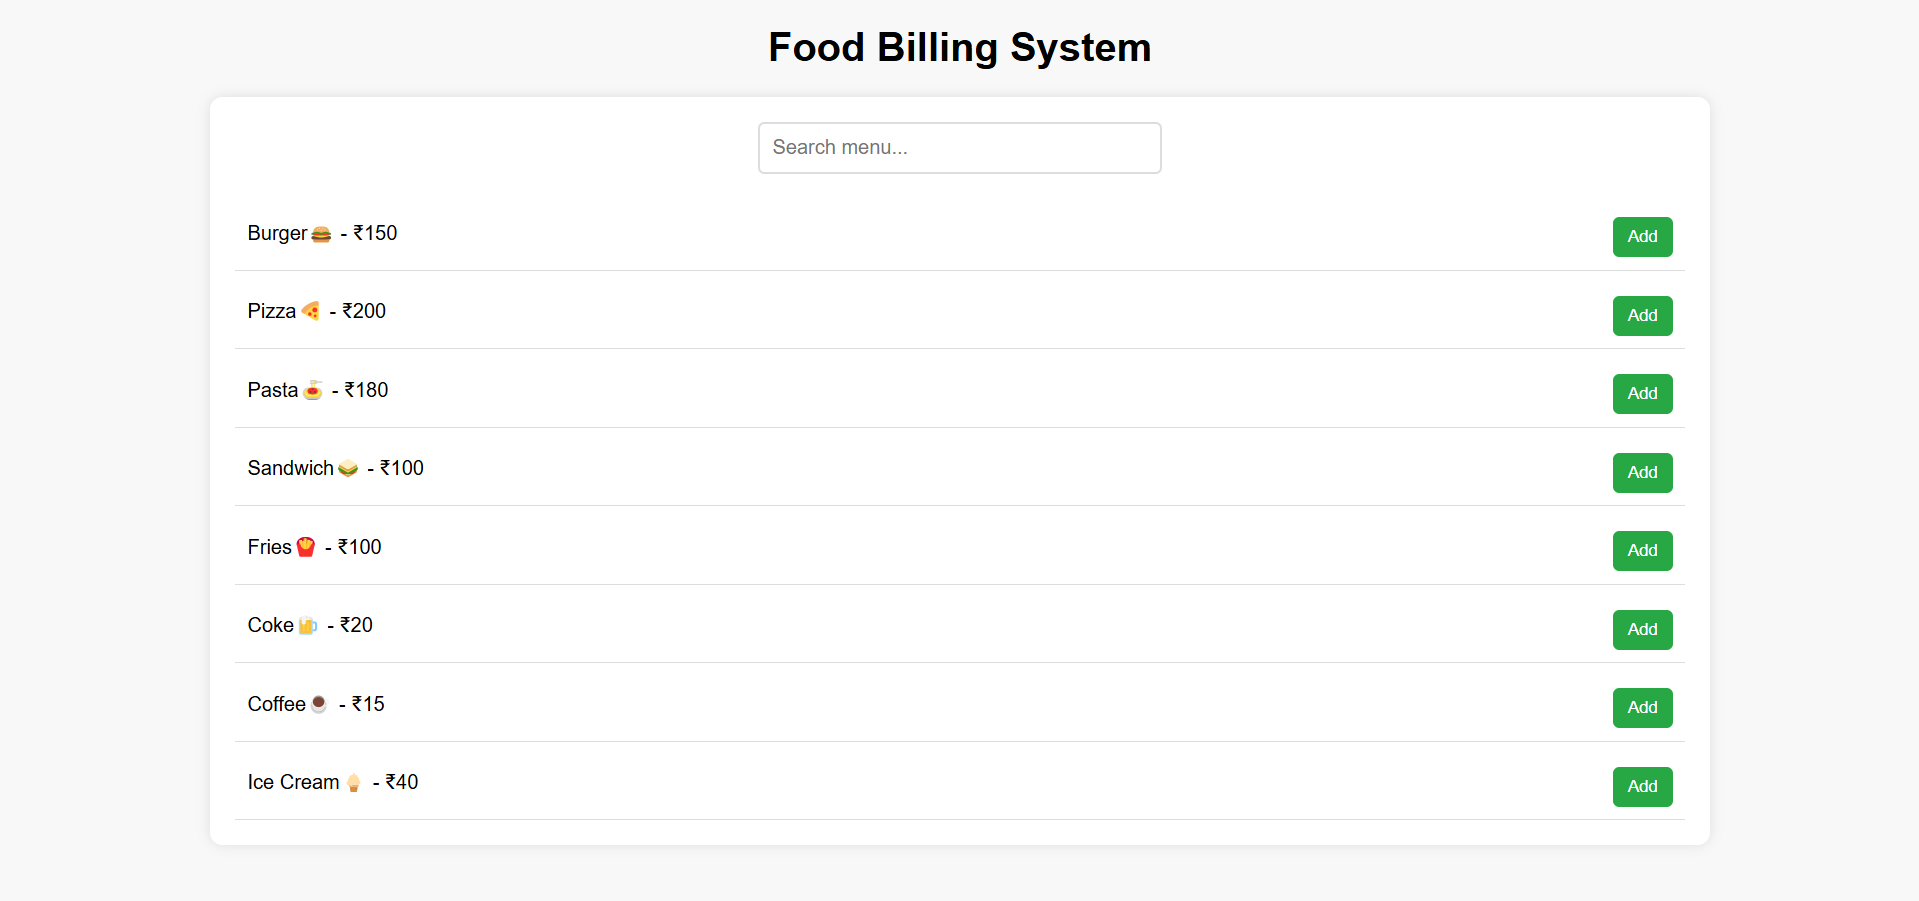 Food Billing System
Search menu...
Burger🍔 - ₹150
Add
Pizza🍕 - ₹200
Add
Pasta🍝 - ₹180
Add
Sandwich🥪 - ₹100
Add
Fries🍟 - ₹100
Add
Coke🍺 - ₹20
Add
Coffee☕ - ₹15
Add
Ice Cream🍦 - ₹40
Add